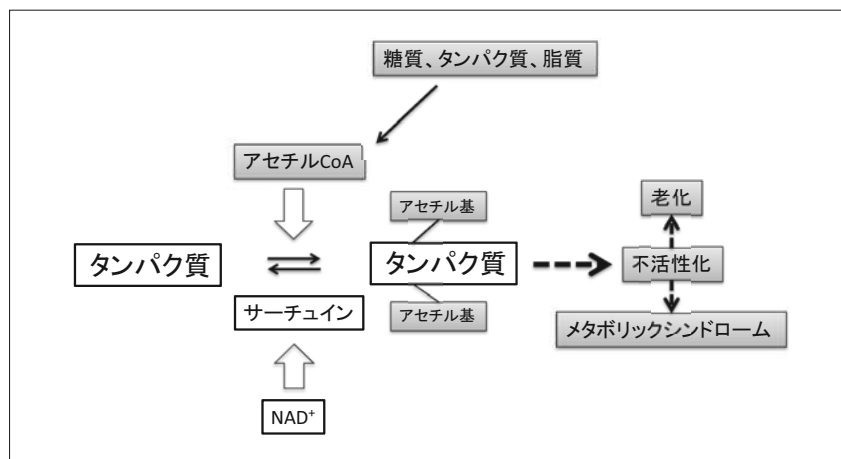 糖質、タンパク質、脂質
アセチルCoA
アセチル基
老化
タンパク質
タンパク質
不活性化
サーチュイン
アセチル基
メタボリックシンドローム
NAD⁺